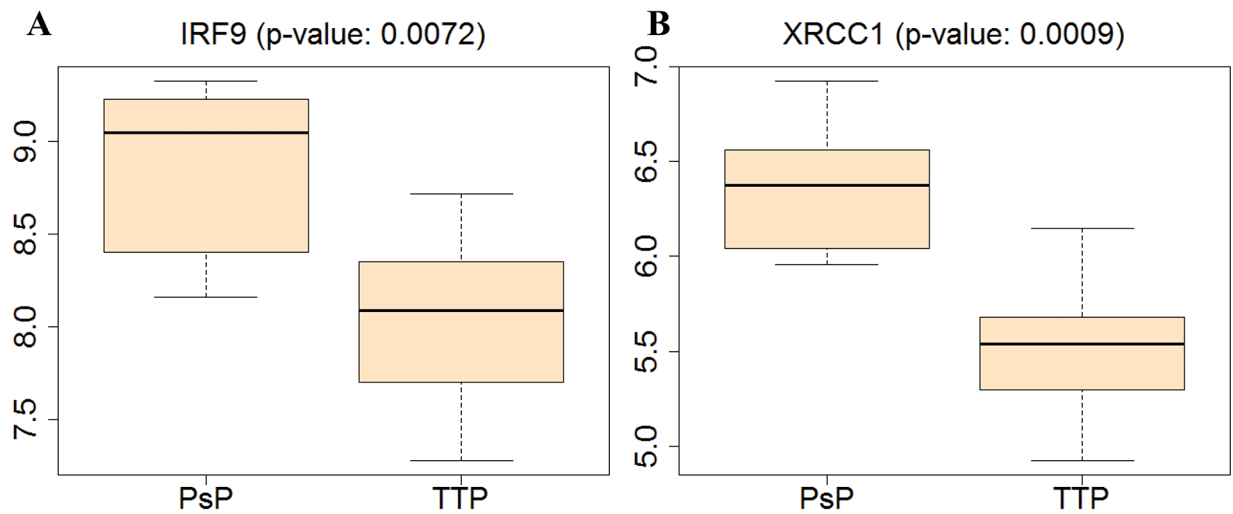 A
IRF9 (p-value: 0.0072)
9.0
8.5
8.0
7.5
PsP
TTP
B
XRCC1 (p-value: 0.0009)
7.0
6.5
6.0
5.5
5.0
PsP
TTP